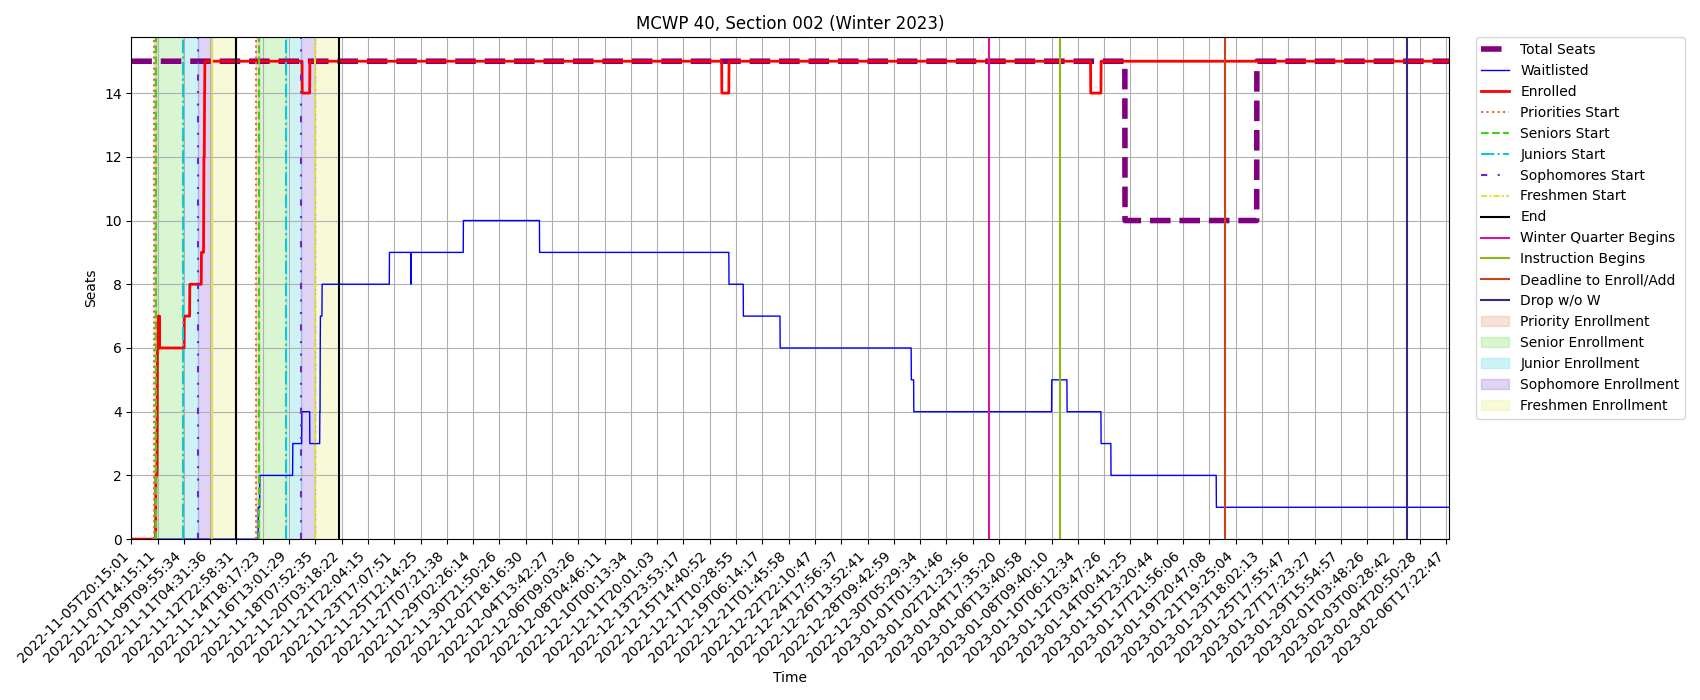 MCWP 40, Section 002 (Winter 2023)
Seats
14
12
10
8
6
4
2
0
2022-11-05T20:15:01
2022-11-07T14:15:11
2022-11-09T09:55:34
2022-11-11T04:31:36
2022-11-12T22:58:31
2022-11-14T18:17:23
2022-11-16T13:01:29
2022-11-18T07:52:35
2022-11-20T03:18:22
2022-11-21T22:04:15
2022-11-23T17:07:51
2022-11-25T12:14:25
2022-11-27T07:21:38
2022-11-29T02:26:14
2022-11-30T21:50:26
2022-12-02T18:16:30
2022-12-04T13:42:27
2022-12-06T09:03:26
2022-12-08T04:46:11
2022-12-10T00:13:34
2022-12-11T20:01:03
2022-12-13T23:53:17
2022-12-15T14:40:52
2022-12-17T10:28:55
2022-12-19T06:14:17
2022-12-21T01:45:58
2022-12-22T22:10:47
2022-12-24T17:56:37
2022-12-26T13:52:41
2022-12-28T09:42:59
2022-12-30T05:29:34
2023-01-01T01:31:46
2023-01-02T21:23:56
2023-01-04T17:35:20
2023-01-06T13:40:58
2023-01-08T09:40:10
2023-01-10T06:12:34
2023-01-12T03:47:26
2023-01-14T00:41:25
2023-01-15T23:20:44
2023-01-17T21:56:06
2023-01-19T20:47:08
2023-01-21T19:25:04
2023-01-23T18:02:13
2023-01-25T17:55:47
2023-01-27T17:23:27
2023-01-29T15:54:57
2023-02-01T03:48:26
2023-02-03T00:28:42
2023-02-04T20:50:28
2023-02-06T17:22:47
Time
Total Seats
Waitlisted
Enrolled
Priorities Start
Seniors Start
Juniors Start
Sophomores Start
Freshmen Start
End
Winter Quarter Begins
Instruction Begins
Deadline to Enroll/Add
Drop w/o W
Priority Enrollment
Senior Enrollment
Junior Enrollment
Sophomore Enrollment
Freshmen Enrollment